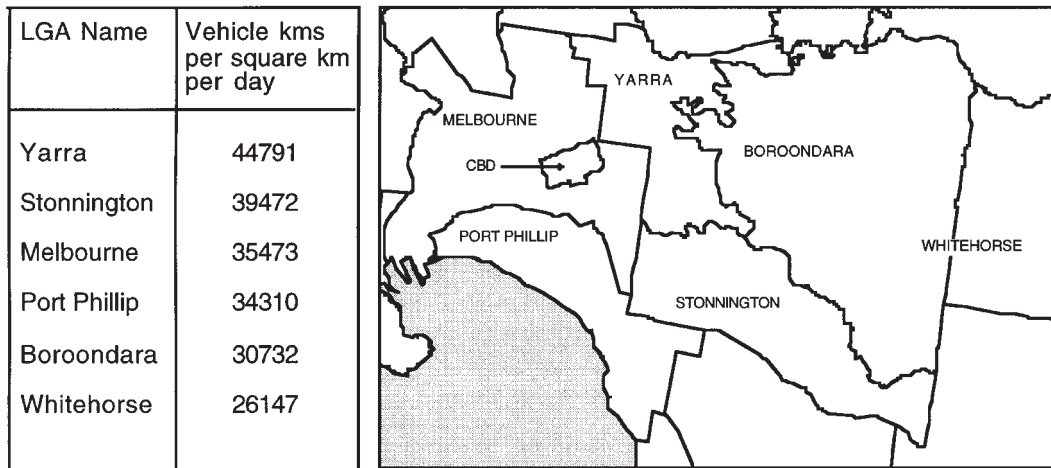 LGA Name Vehicle kms
per square km
per day
Yarra 44791
Stonnington 39472
Melbourne 35473
Port Phillip 34310
Boroondara 30732
Whitehorse 26147
YARRA
MELBOURNE
BOROONDARA
CBD
PORT PHILLIP
WHITEHORSE
STONNINGTON